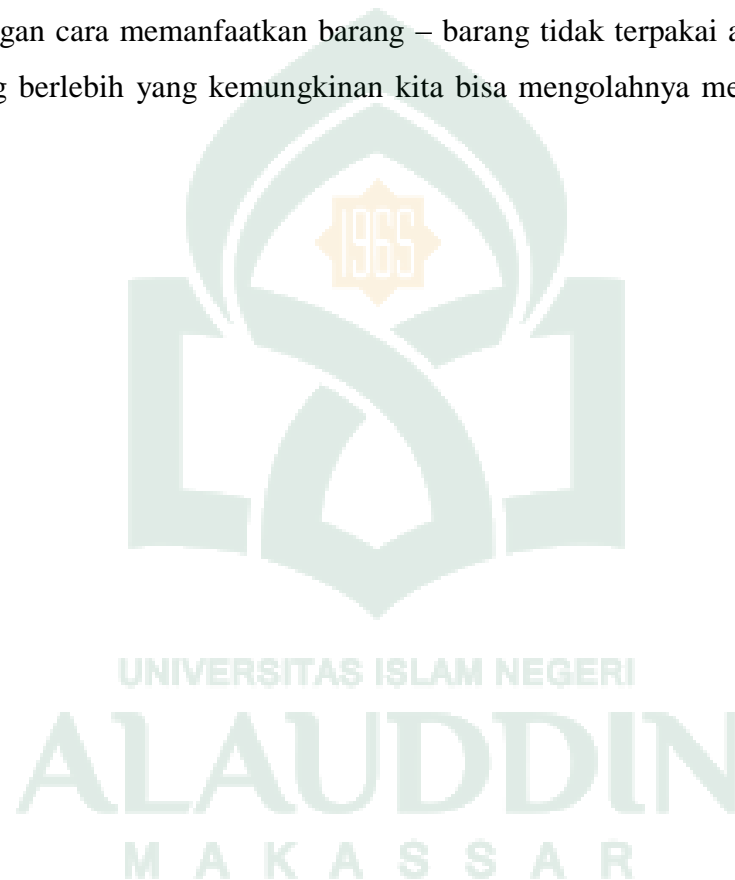 gan cara memanfaatkan barang – barang tidak terpakai a
g berlebih yang kemungkinan kita bisa mengolahnya me
1965
UNIVERSITAS ISLAM NEGERI
ALAUDDIN
MAKASSAR